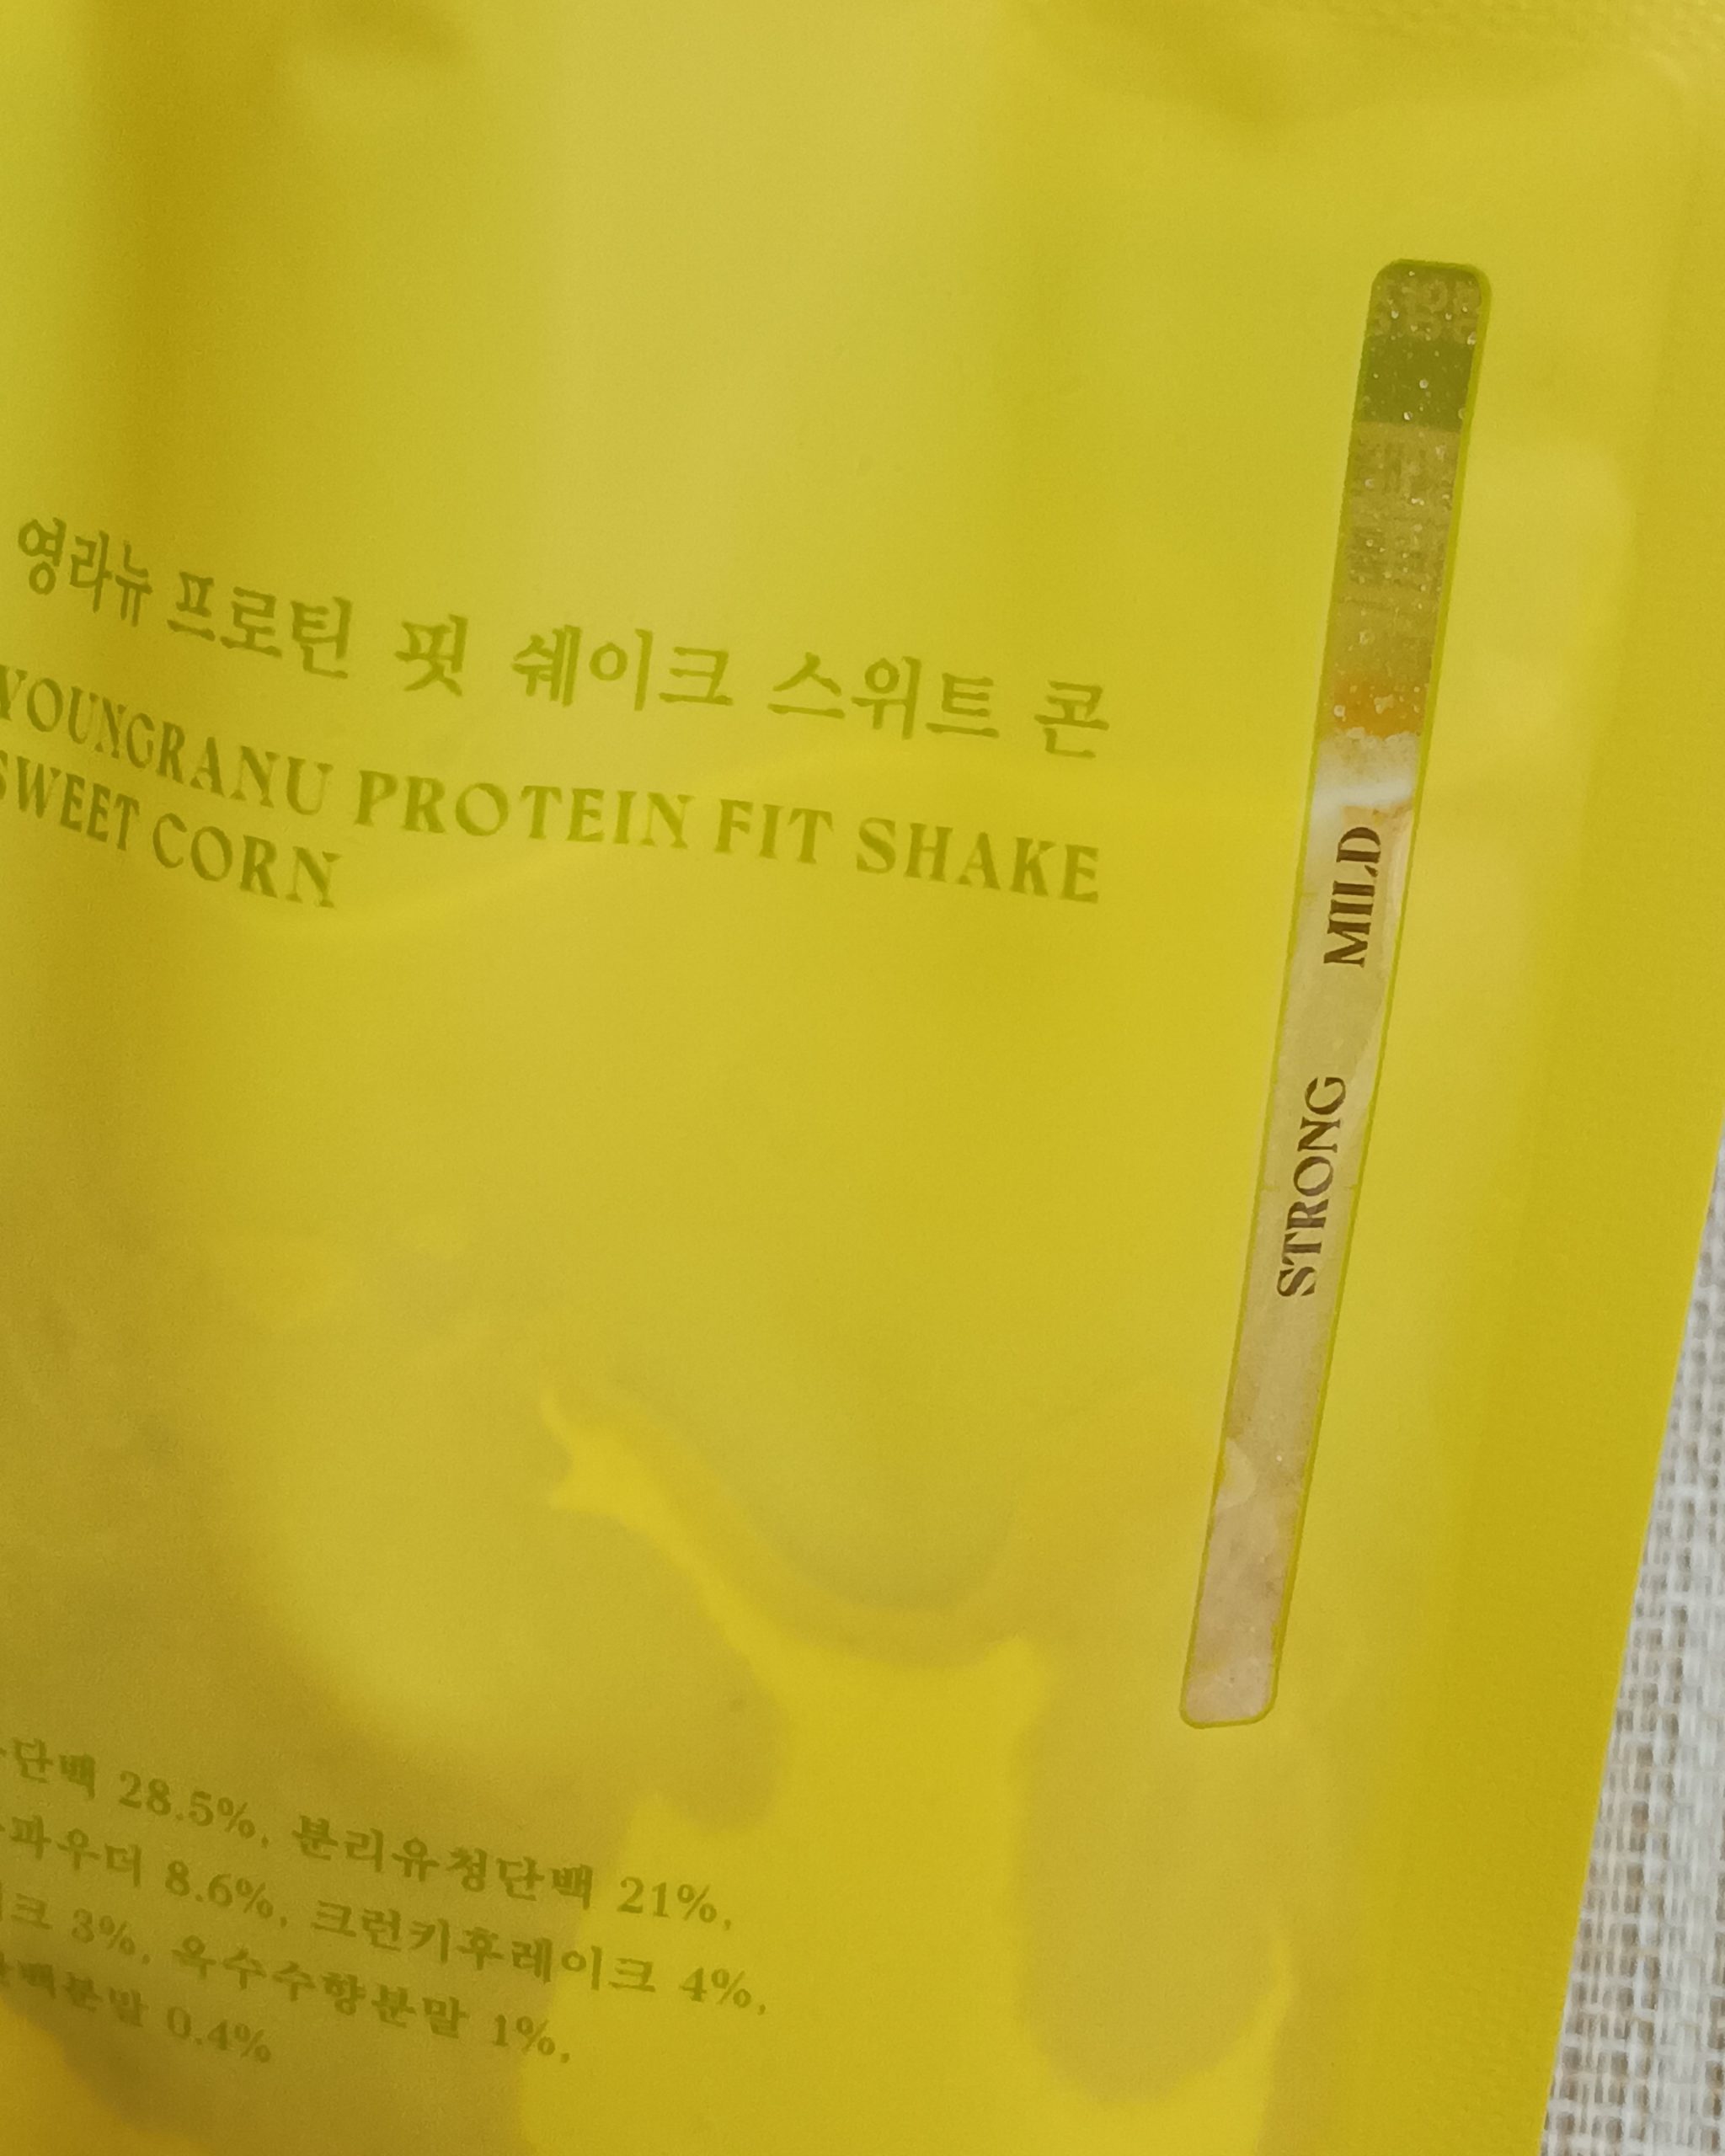 영라뉴 프로틴 핏 쉐이크 스위트 콘
YOUNGRANU PROTEIN FIT SHAKE
SWEET CORN
MILD
STRONG
단백 28.5%, 분리유청단백 21%,
파우더 8.6%, 크런키후레이크 4%,
크 3%, 옥수수향분말 1%,
백분말 0.4%